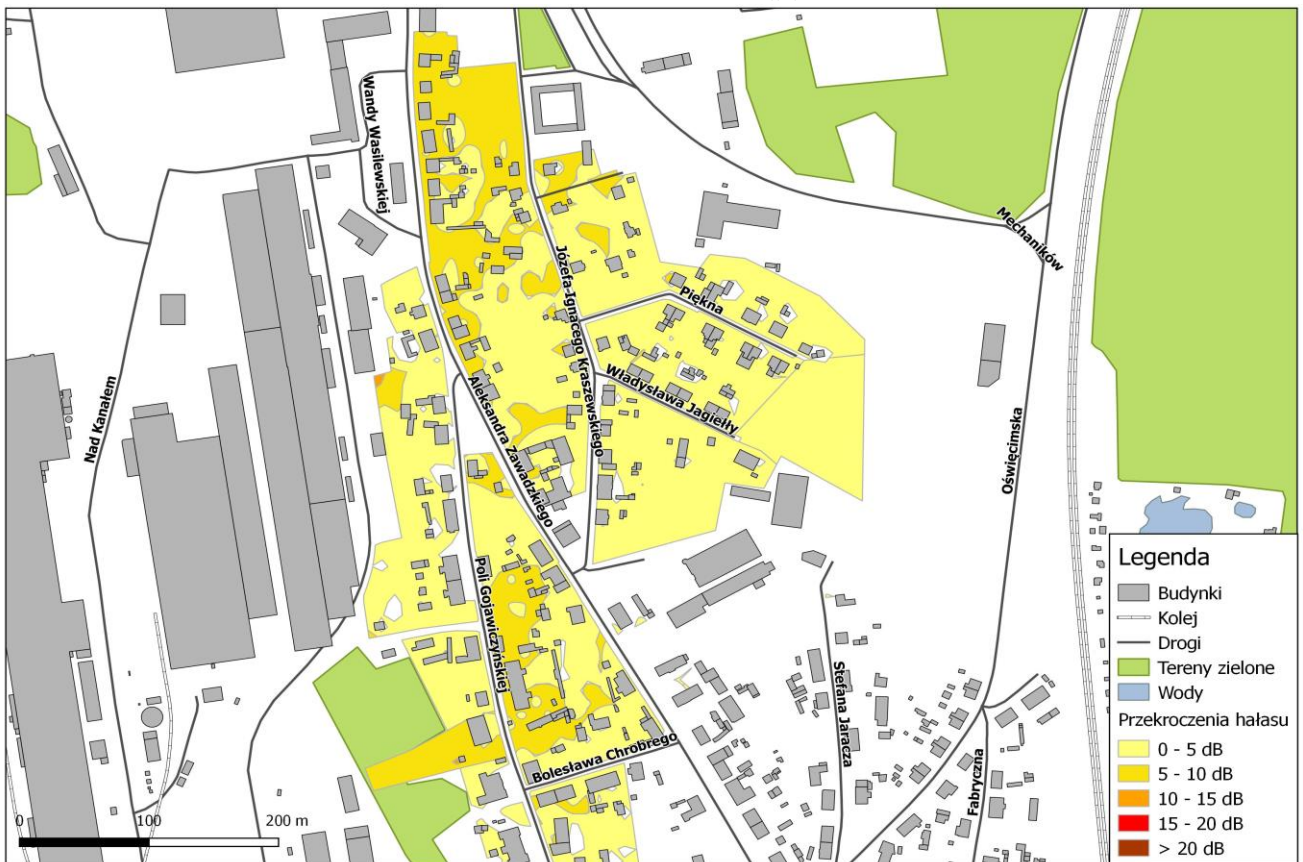 Wandy Wasilewskiej
Mechaników
Józefa-Ignacego Kraszewskiego
Piękna
Władysława Jagiełły
Nad Kanałem
Aleksandra Zawadzkiego
Oświęcimska
Poli Gojawiczyńskiej
Stefana Jaracza
Bolesława Chrobrego
Fabryczna
0 100 200 m
Legenda
Budynki
Kolej
Drogi
Tereny zielone
Wody
Przekroczenia hałasu
0 - 5 dB
5 - 10 dB
10 - 15 dB
15 - 20 dB
> 20 dB